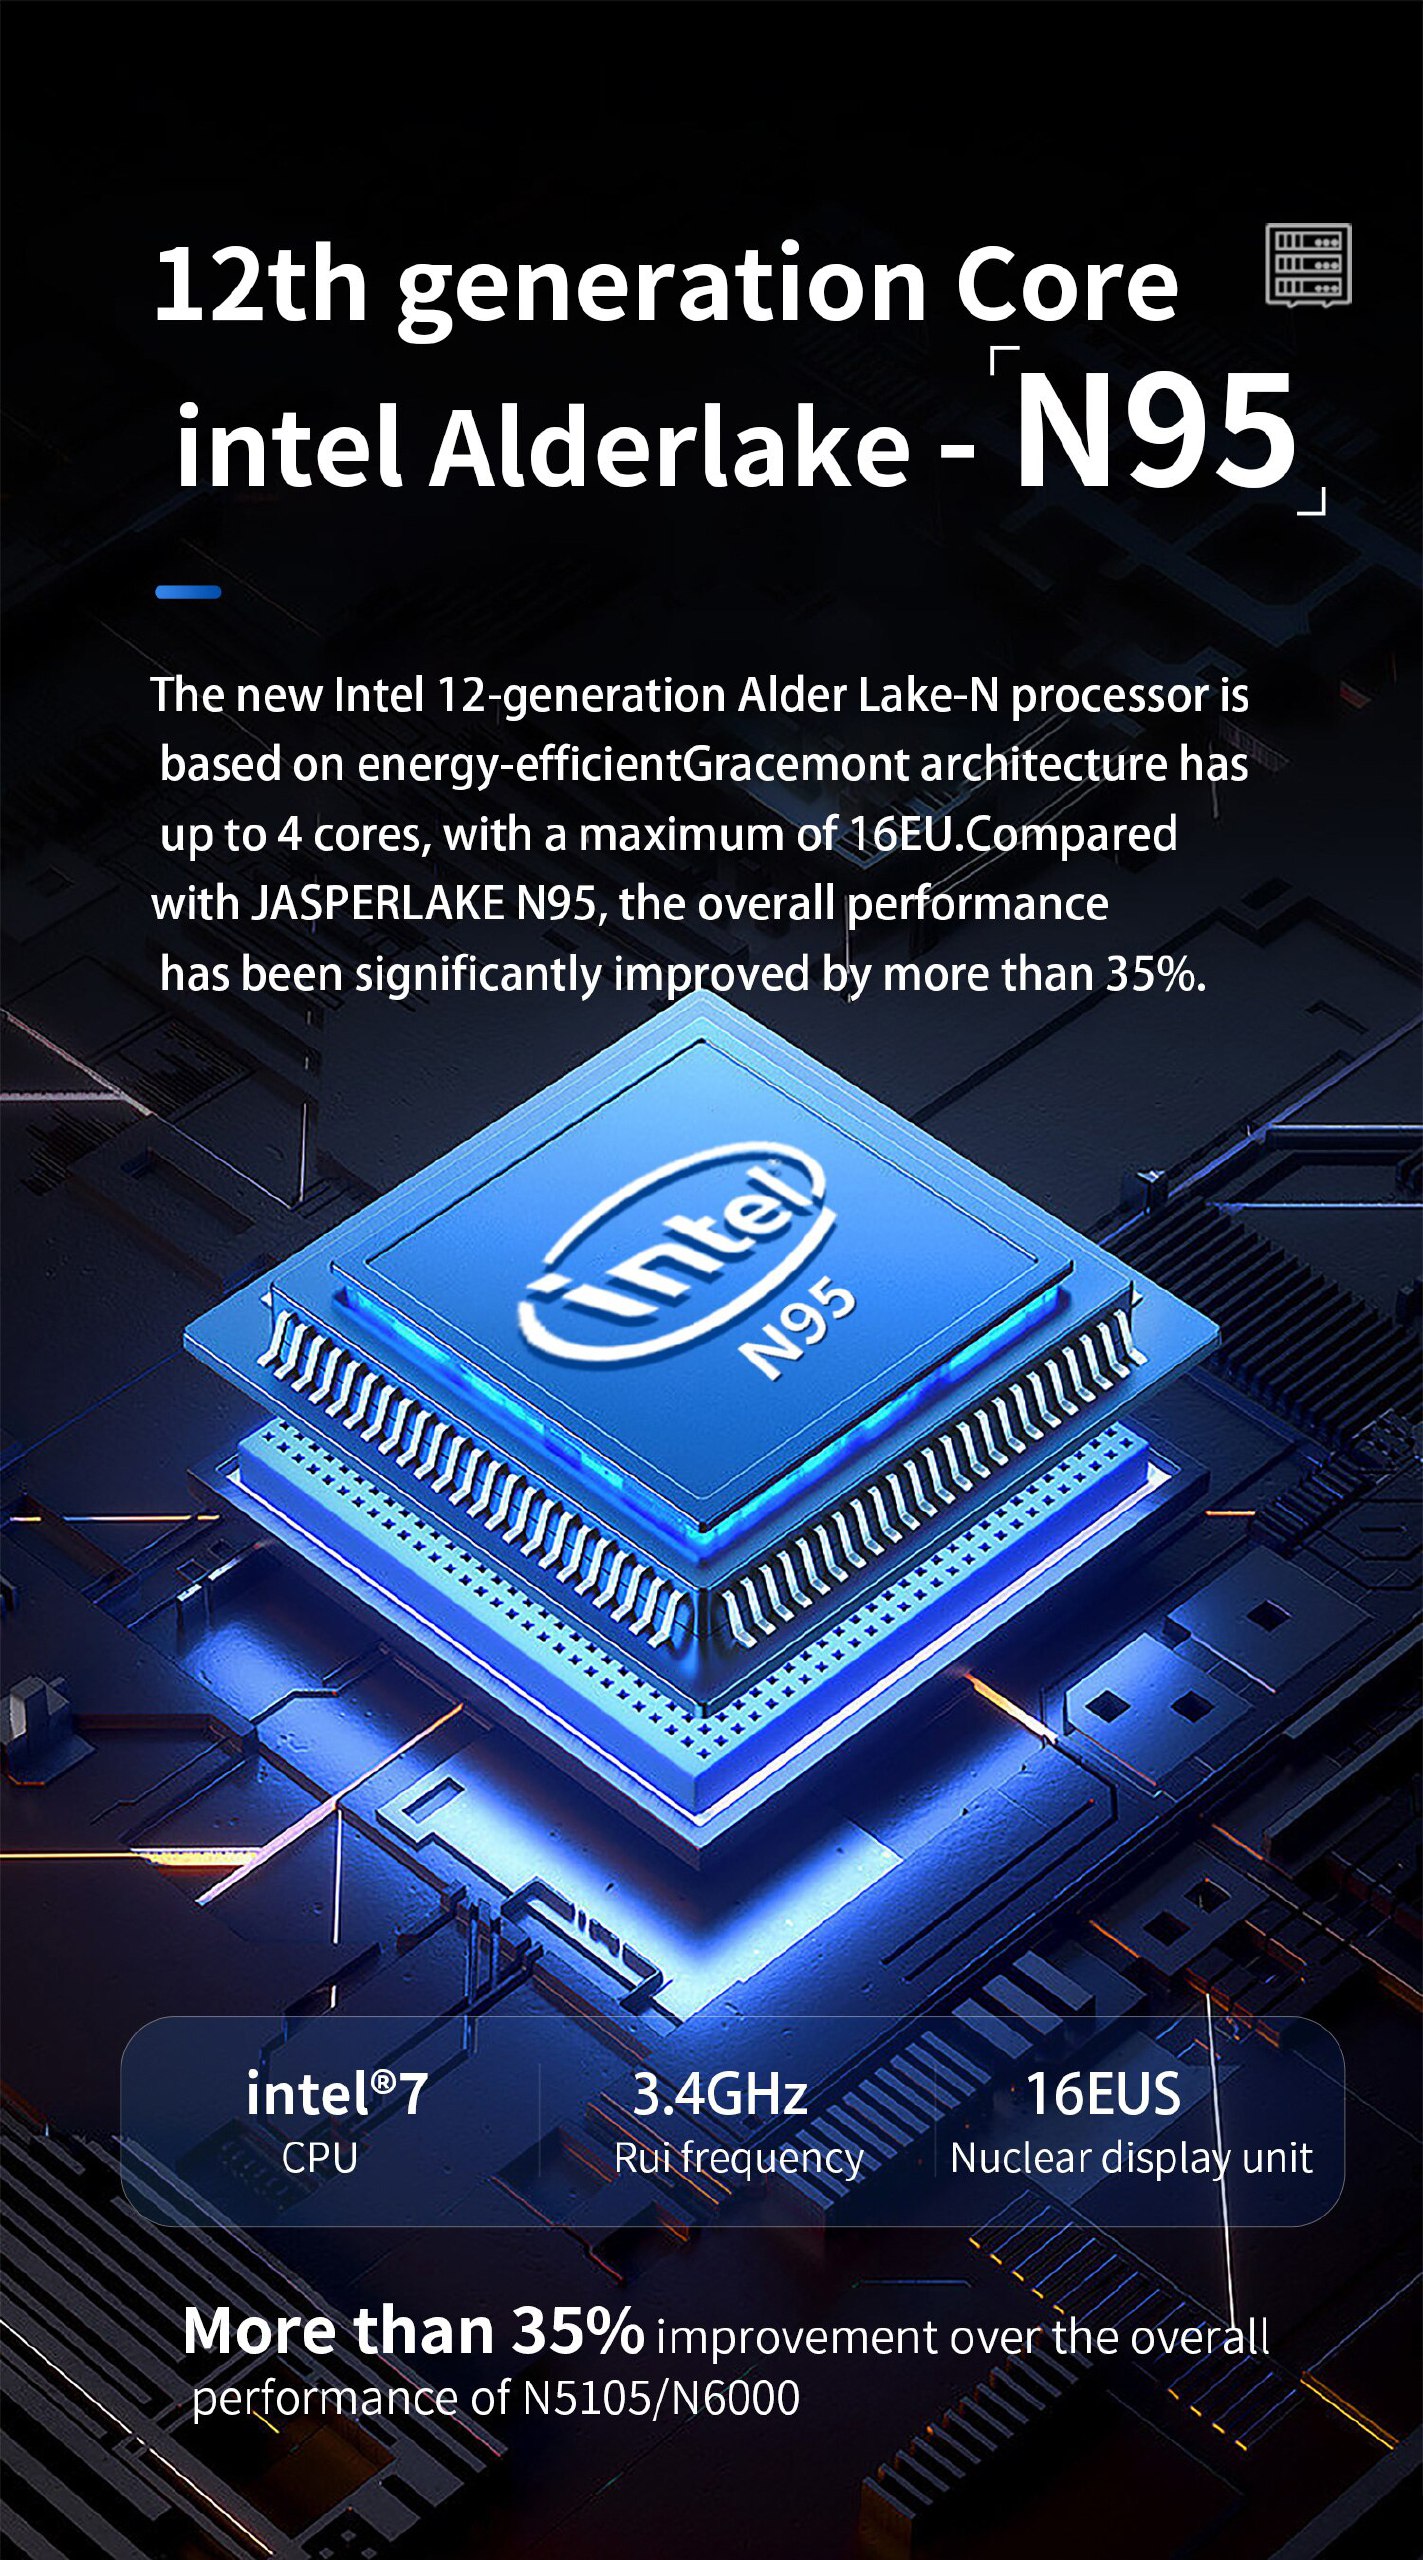 12th generation Core
intel Alderlake - 「N95」
The new Intel 12-generation Alder Lake-N processor is
based on energy-efficientGracemont architecture has
up to 4 cores, with a maximum of 16EU.Compared
with JASPERLAKE N95, the overall performance
has been significantly improved by more than 35%.
intel
N95
intel®7
CPU
3.4GHz
Rui frequency
16EUS
Nuclear display unit
More than 35% improvement over the overall
performance of N5105/N6000